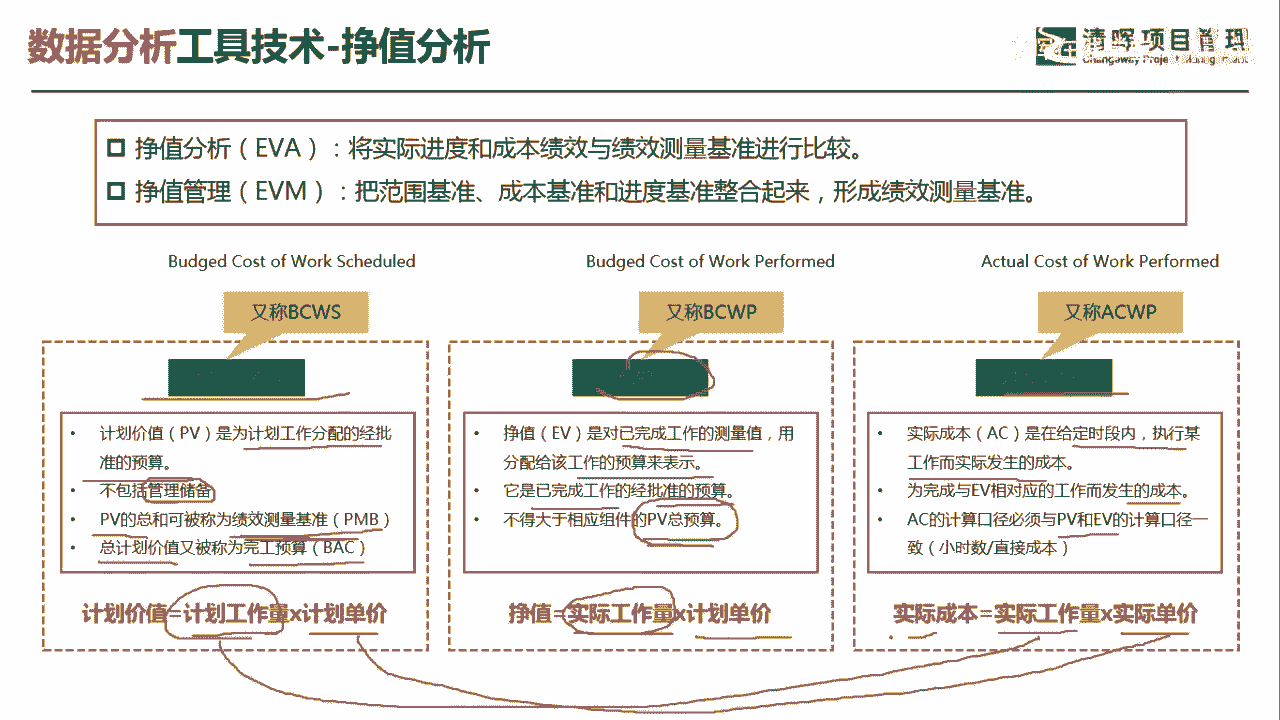 数据分析工具技术-挣值分析
清晖项目管理
Changeway Project Management
挣值分析（EVA）：将实际进度和成本绩效与绩效测量基准进行比较。
挣值管理（EVM）：把范围基准、成本基准和进度基准整合起来，形成绩效测量基准。
Budged Cost of Work Scheduled
又称BCWS
• 计划价值（PV）是为计划工作分配的经批
准的预算。
• 不包括管理储备
• PV的总和可被称为绩效测量基准（PMB）
• 总计划价值又被称为完工预算（BAC）
计划价值=计划工作量x计划单价
Budged Cost of Work Performed
又称BCWP
• 挣值（EV）是对已完成工作的测量值，用
分配给该工作的预算来表示。
• 它是已完成工作的经批准的预算。
• 不得大于相应组件的PV总预算。
挣值=实际工作量x计划单价
Actual Cost of Work Performed
又称ACWP
• 实际成本（AC）是在给定时段内，执行某
工作而实际发生的成本。
• 为完成与EV相对应的工作而发生的成本。
• AC的计算口径必须与PV和EV的计算口径一
致（小时数/直接成本）
实际成本=实际工作量x实际单价